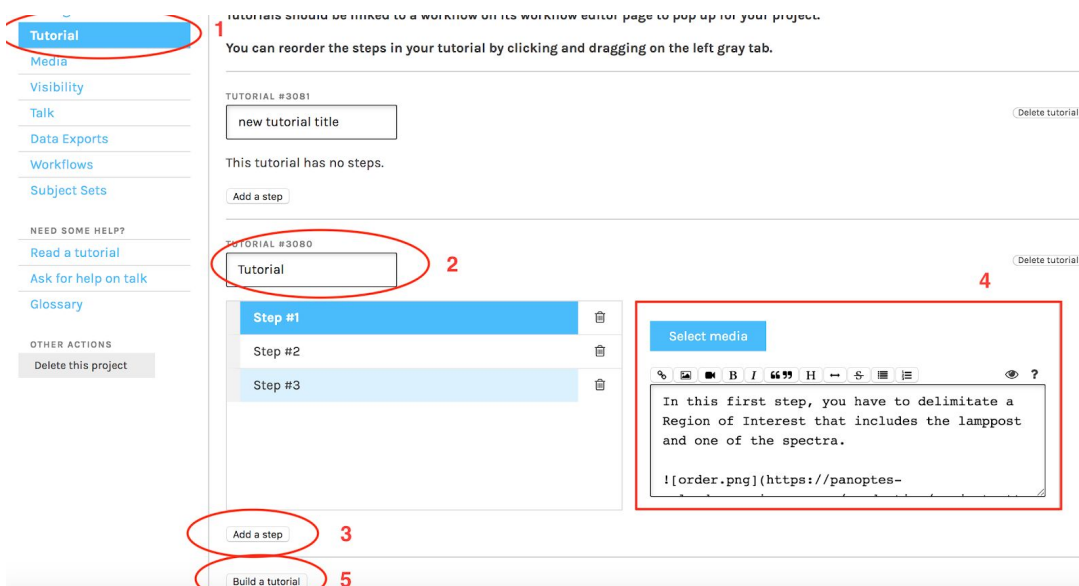 Tutorials should be linked to a workflow on its workflow editor page to pop up for your project.
1
Tutorial
You can reorder the steps in your tutorial by clicking and dragging on the left gray tab.
Media
Visibility
Talk
Data Exports
Workflows
Subject Sets
NEED SOME HELP?
Read a tutorial
Ask for help on talk
Glossary
OTHER ACTIONS
Delete this project
TUTORIAL #3081
new tutorial title
Delete tutorial
This tutorial has no steps.
Add a step
TUTORIAL #3080
Tutorial
2
Delete tutorial
4
Step #1
Step #2
Step #3
Select media
B I ❝❞ H S ?
In this first step, you have to delimitate a
Region of Interest that includes the lamppost
and one of the spectra.
![order.png](https://panoptes-
Add a step
3
Build a tutorial
5